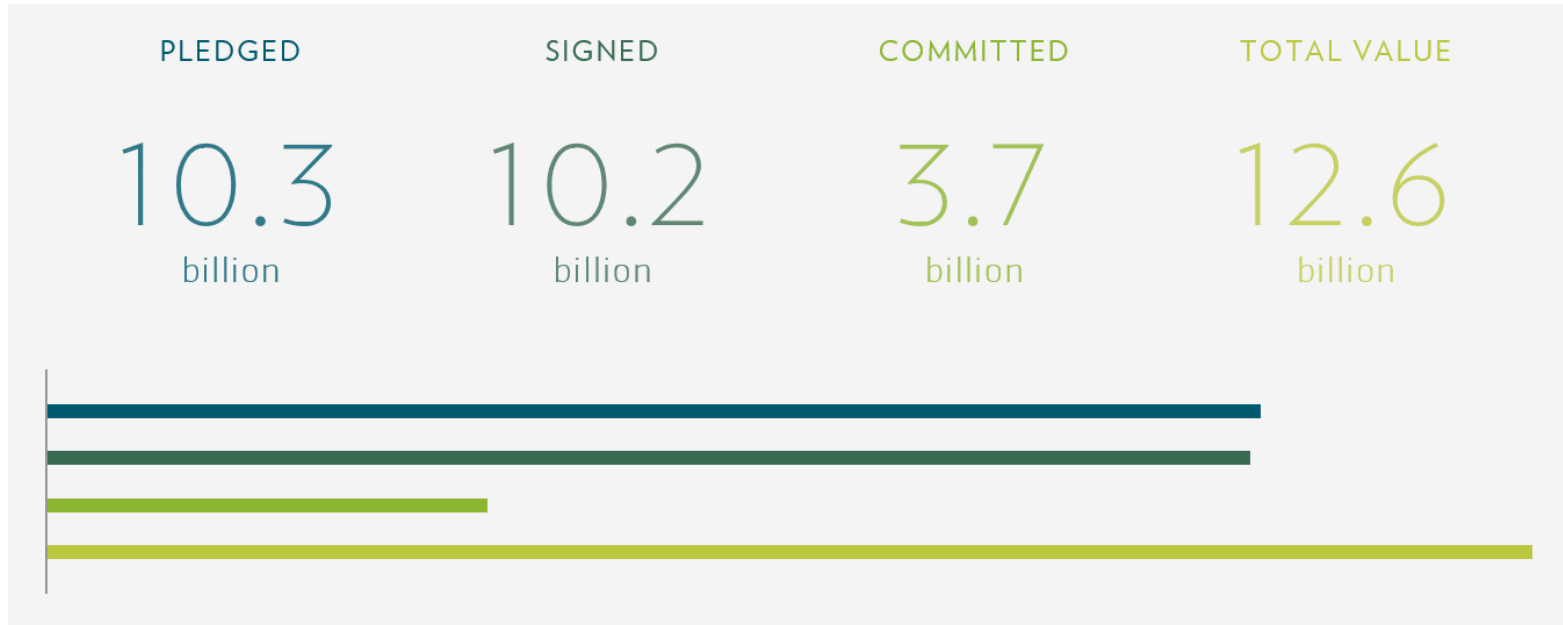 PLEDGED SIGNED COMMITTED TOTAL VALUE
10.3 10.2 3.7 12.6
billion billion billion billion